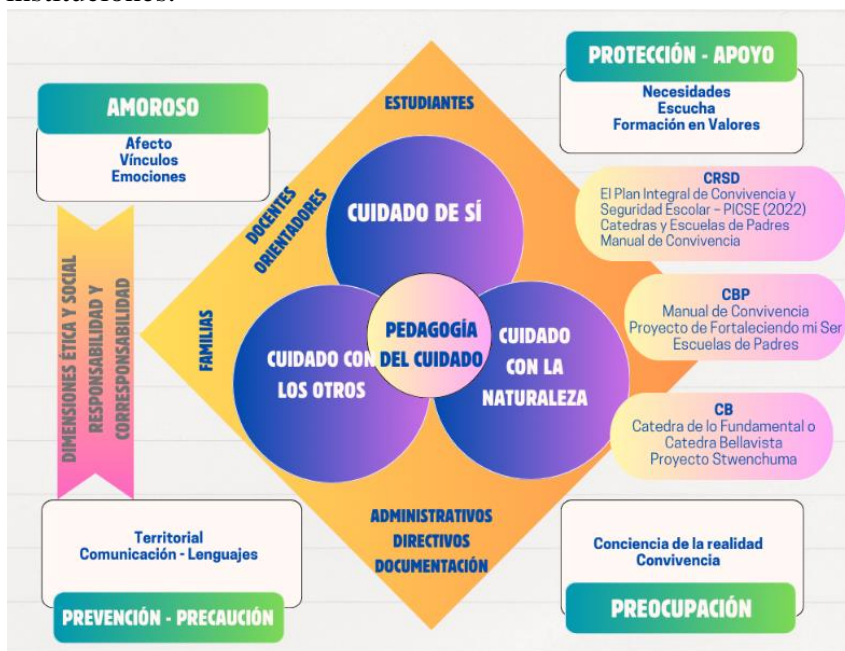 instituciones.
AMOROSO
Afecto
Vínculos
Emociones
PROTECCIÓN - APOYO
Necesidades
Escucha
Formación en Valores
ESTUDIANTES
DOCENTES
ORIENTADORES
FAMILIAS
CUIDADO DE SÍ
CUIDADO CON
LOS OTROS
PEDAGOGÍA
DEL CUIDADO
CUIDADO
CON LA
NATURALEZA
CRSD
El Plan Integral de Convivencia y
Seguridad Escolar – PICSE (2022)
Catedras y Escuelas de Padres
Manual de Convivencia
CBP
Manual de Convivencia
Proyecto de Fortaleciendo mi Ser
Escuelas de Padres
CB
Catedra de lo Fundamental o
Catedra Bellavista
Proyecto Stwenchuma
DIMENSIONES ÉTICA Y SOCIAL
RESPONSABILIDAD Y
CORRESPONSABILIDAD
ADMINISTRATIVOS
DIRECTIVOS
DOCUMENTACIÓN
Territorial
Comunicación - Lenguajes
PREVENCIÓN - PRECAUCIÓN
Conciencia de la realidad
Convivencia
PREOCUPACIÓN